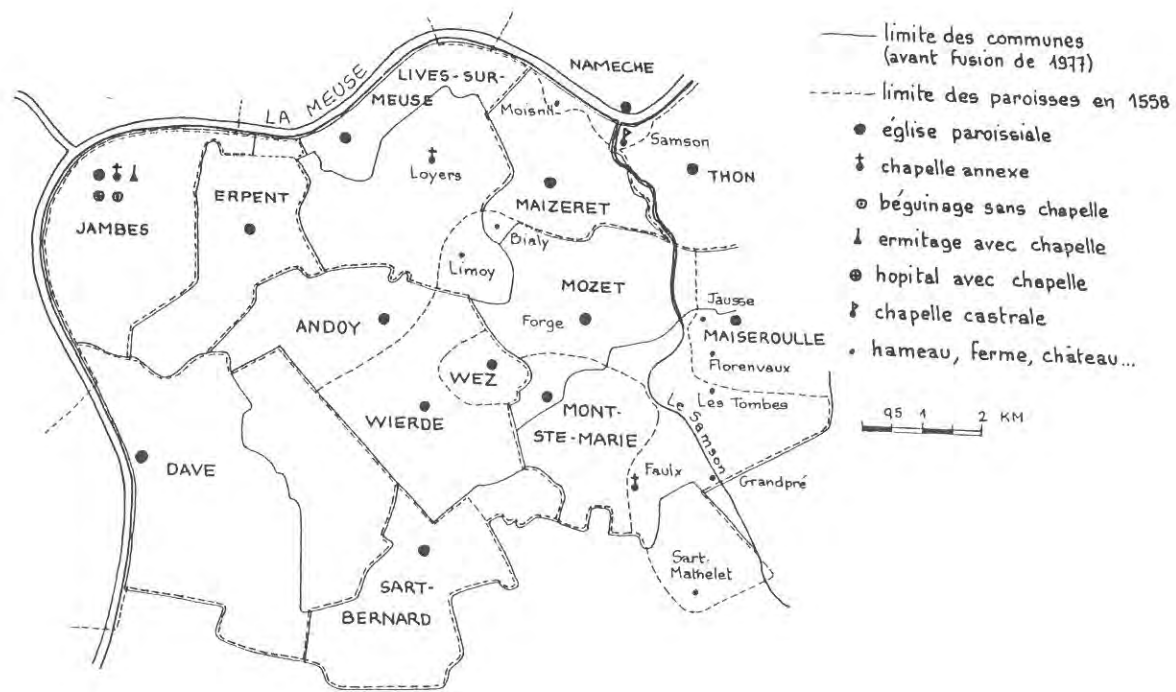 NAMECHE
LIVES-SUR-
MEUSE
LA MEUSE
Moisnil
Samson
THON
Loyers
MAIZERET
ERPENT
JAMBES
Bialy
Limoy
MOZET
Jausse
Forge
ANDOY
MAISEROULLE
Florenvaux
WEZ
Les Tombes
WIERDE
MONT-
STE-MARIE
Le Samson
DAVE
Faulx
Grandpré
Sart-
Mathelet
SART-
BERNARD
limite des communes
(avant fusion de 1977)
limite des paroisses en 1558
église paroissiale
chapelle annexe
béguinage sans chapelle
ermitage avec chapelle
hopital avec chapelle
chapelle castrale
hameau, ferme, château...
0,5 1 2 KM